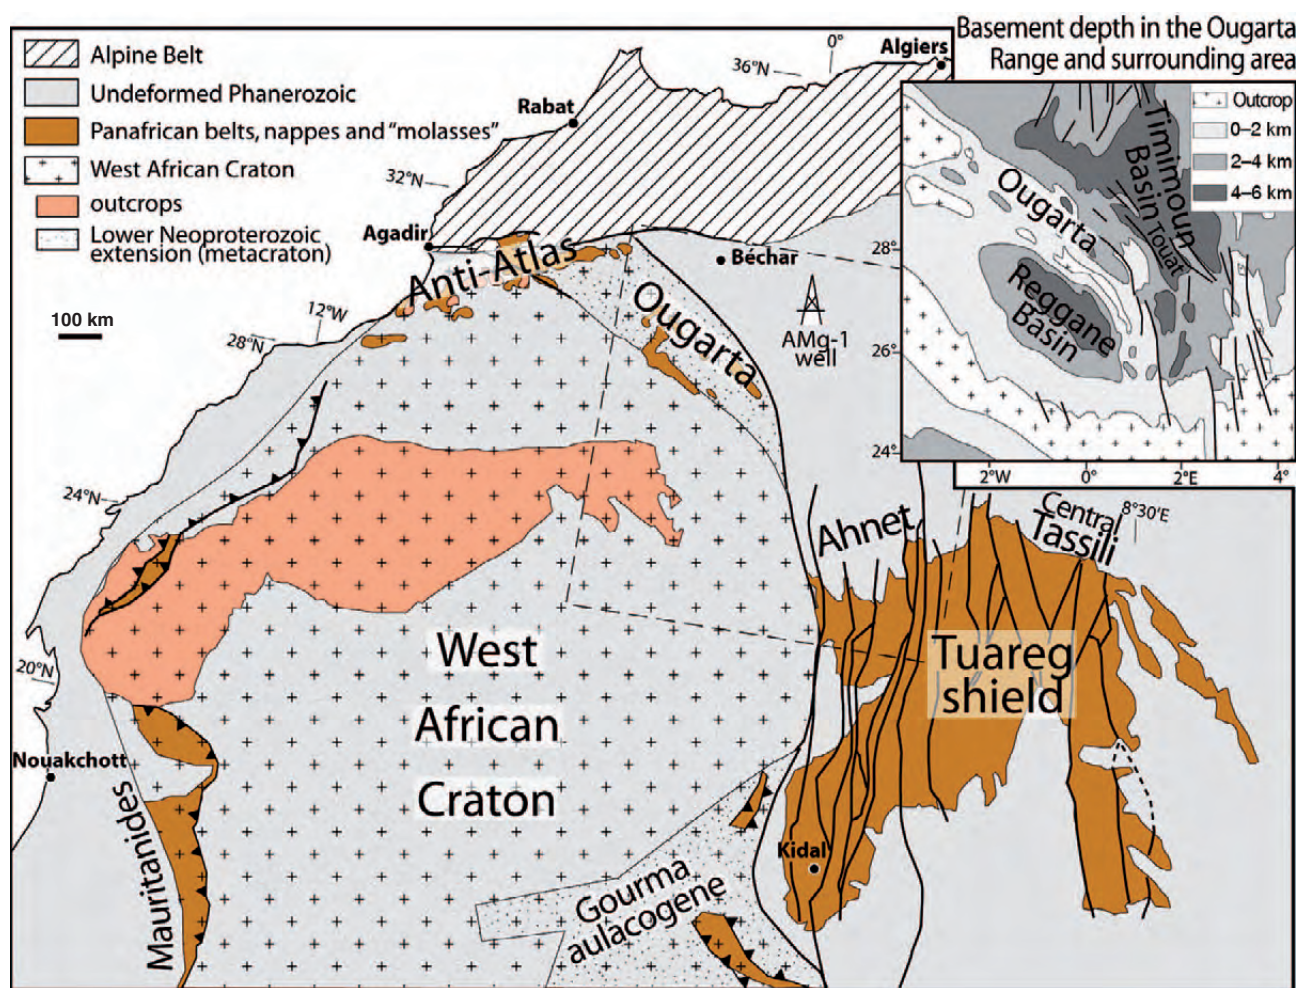 Basement depth in the Ougarta
Range and surrounding area
Alpine Belt
Undeformed Phanerozoic
Panafrican belts, nappes and “molasses”
West African Craton
outcrops
Lower Neoproterozoic
extension (metacraton)
100 km
0°
36°N
Algiers
Rabat
32°N
Agadir
Béchar
Anti-Atlas
Ougarta
AMg-1
well
12°W
28°N
24°N
20°N
Nouakchott
Mauritanides
West
African
Craton
Gourma
aulacogene
Kidal
Ahnet
Central
Tassili
8°30'E
Tuareg
shield
Outcrop
0–2 km
2–4 km
4–6 km
Timimoun
Basin
Touat
Ougarta
Reggane
Basin
28°
26°
24°
2°W
0°
2°E
4°